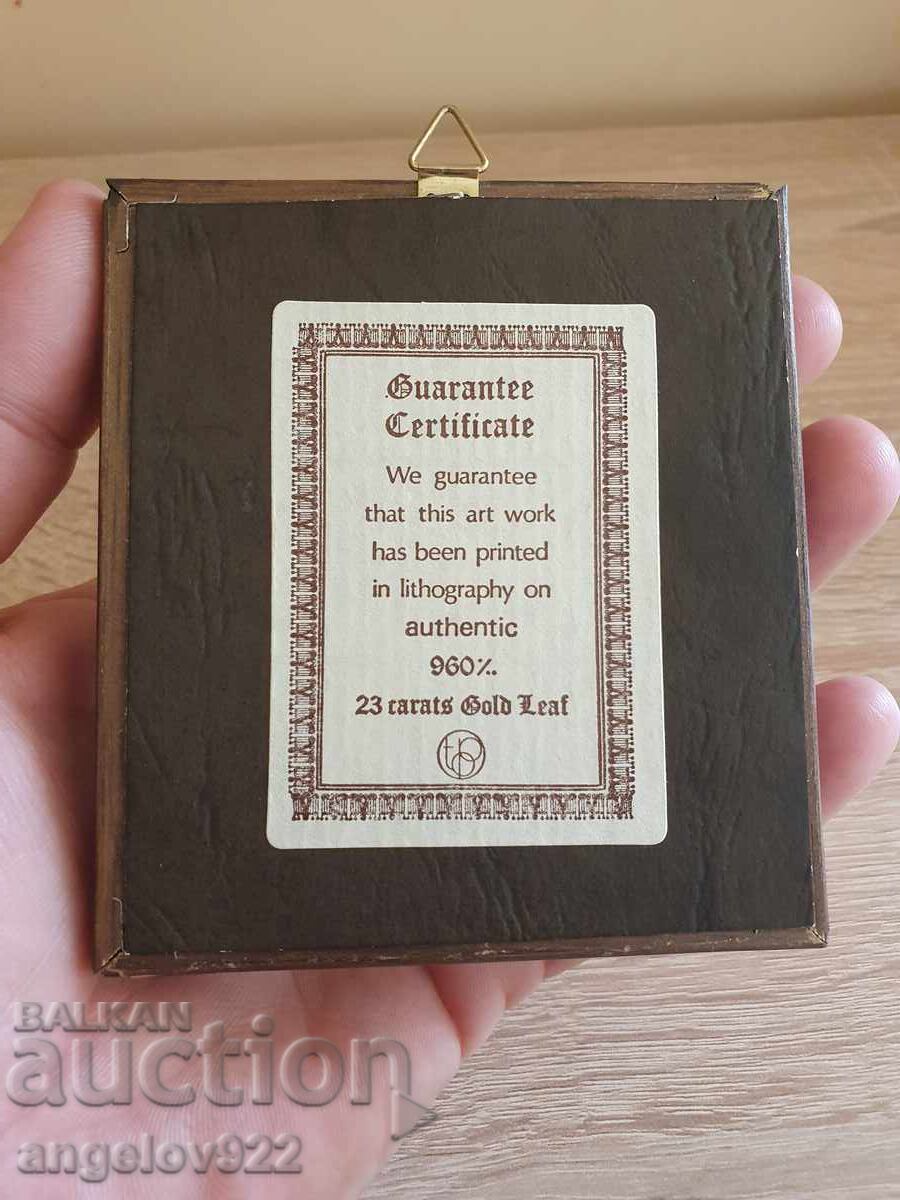 Guarantee
Certificate
We guarantee
that this art work
has been printed
in lithography on
authentic
960‰
23 carats Gold Leaf
tp
BALKAN
auction
angelov922